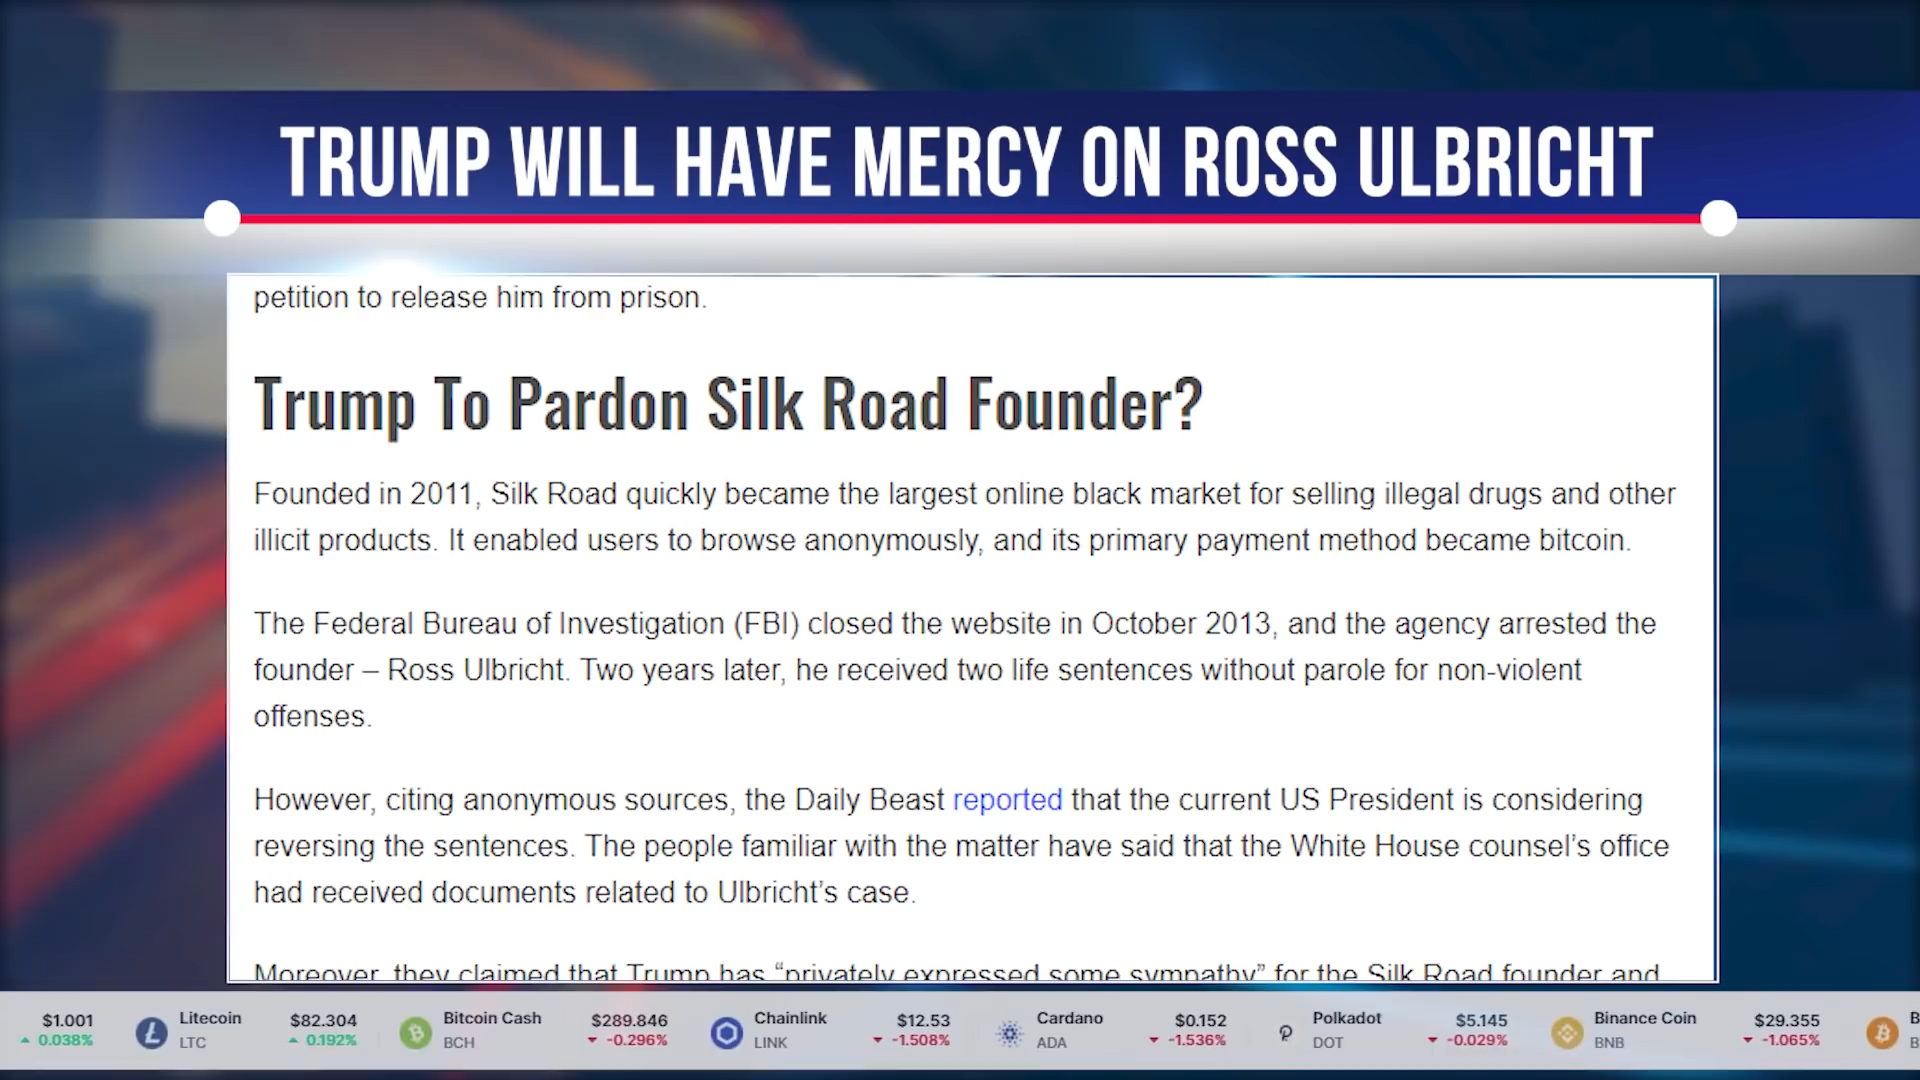 TRUMP WILL HAVE MERCY ON ROSS ULBRICHT
petition to release him from prison.
Trump To Pardon Silk Road Founder?
Founded in 2011, Silk Road quickly became the largest online black market for selling illegal drugs and other
illicit products. It enabled users to browse anonymously, and its primary payment method became bitcoin.
The Federal Bureau of Investigation (FBI) closed the website in October 2013, and the agency arrested the
founder – Ross Ulbricht. Two years later, he received two life sentences without parole for non-violent
offenses.
However, citing anonymous sources, the Daily Beast reported that the current US President is considering
reversing the sentences. The people familiar with the matter have said that the White House counsel’s office
had received documents related to Ulbricht’s case.
Moreover, they claimed that Trump has “privately expressed some sympathy” for the Silk Road founder and
$1.001 Litecoin $82.304 Bitcoin Cash $289.846 Chainlink $12.53 Cardano $0.152 Polkadot $5.145 Binance Coin $29.355 B
0.038% LTC 0.192% BCH -0.296% LINK -1.508% ADA -1.536% DOT -0.029% BNB -1.065% B